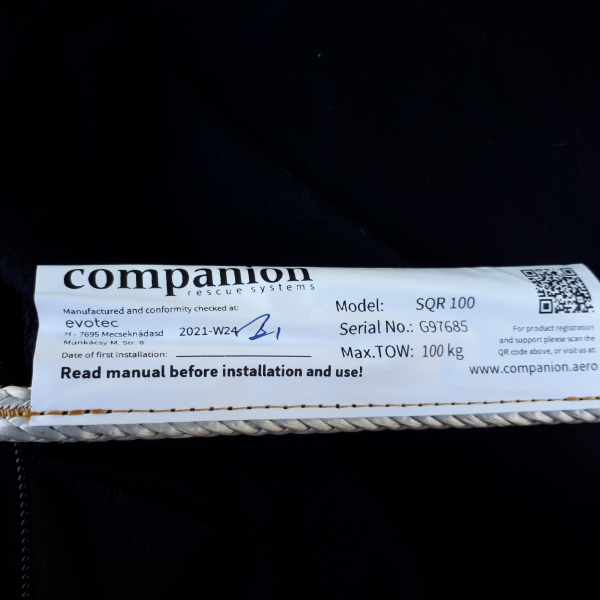 companion
rescue systems
Manufactured and conformity checked at:
evotec
H - 7695 Mecseknádasd
Munkácsy M. Str. 8.
2021-W24
Date of first installation:
Read manual before installation and use!
Model: SQR 100
Serial No.: G97685
Max.TOW: 100 kg
For product registration
and support please scan the
QR code above, or visit us at:
www.companion.aero